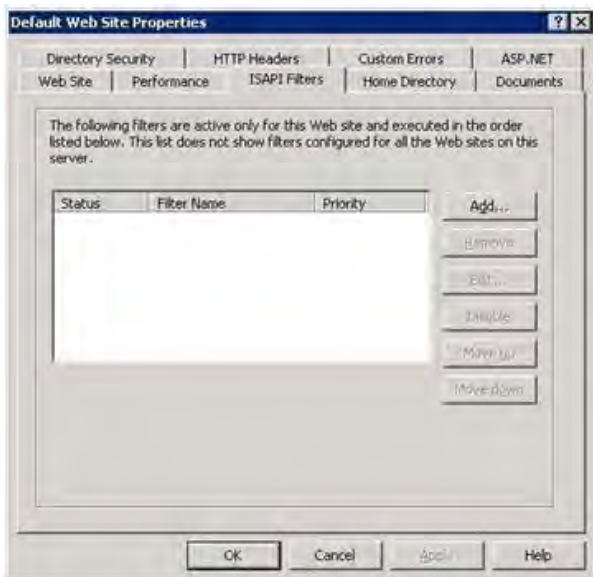 Default Web Site Properties
Directory Security HTTP Headers Custom Errors ASP.NET
Web Site Performance ISAPI Filters Home Directory Documents
The following filters are active only for this Web site and executed in the order
listed below. This list does not show filters configured for all the Web sites on this
server.
Status Filter Name Priority
Add...
Remove
Edit...
Disable
Move up
Move down
OK Cancel Apply Help